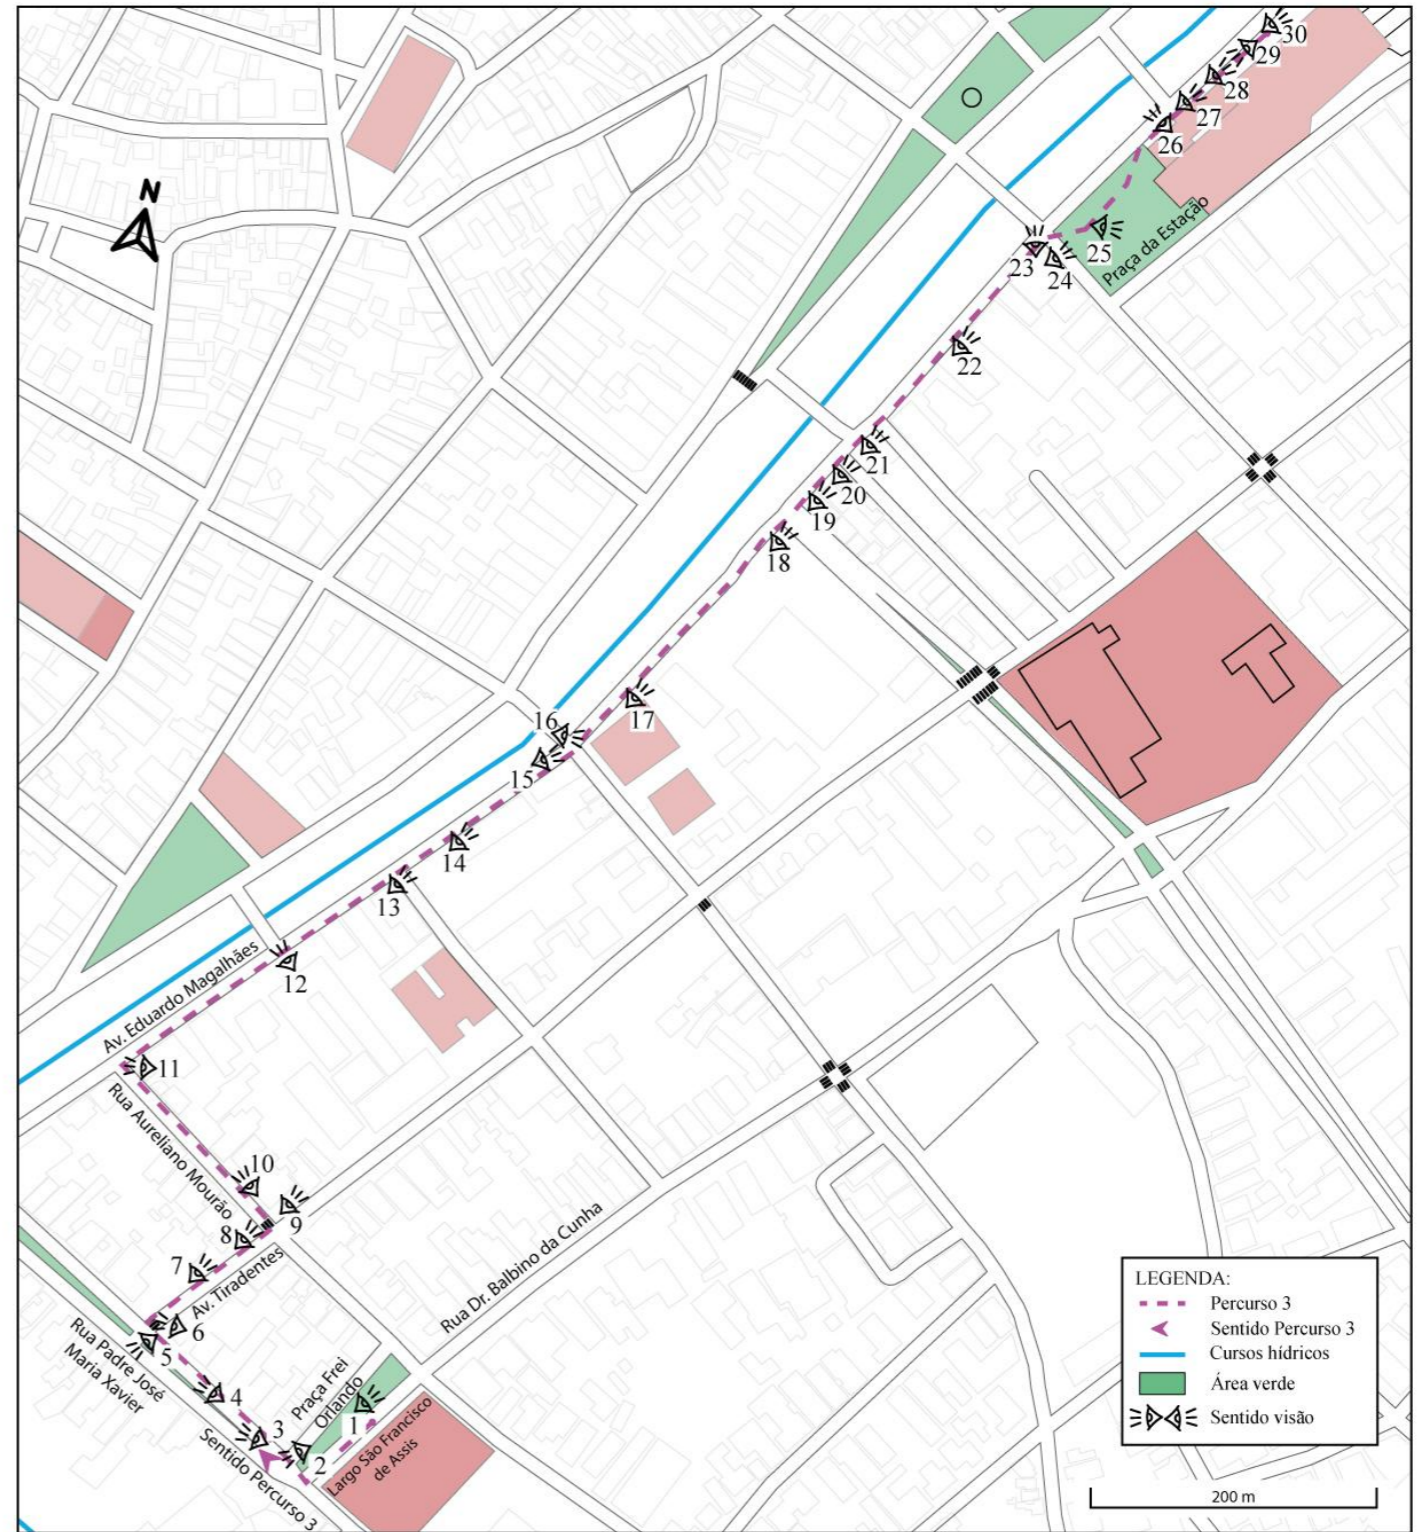 30
29
28
27
26
N
25
Praça da Estação
23
24
22
21
20
19
18
17
16
15
14
13
12
Av. Eduardo Magalhães
11
Rua Aureliano Mourão
10
9
8
7
Av. Tiradentes
6
5
Rua Padre José
Maria Xavier
4
3
2
1
Praça Frei
Orlando
Largo São Francisco
de Assis
Sentido Percurso 3
Rua Dr. Balbino da Cunha
LEGENDA:
Percurso 3
Sentido Percurso 3
Cursos hídricos
Área verde
Sentido visão
200 m